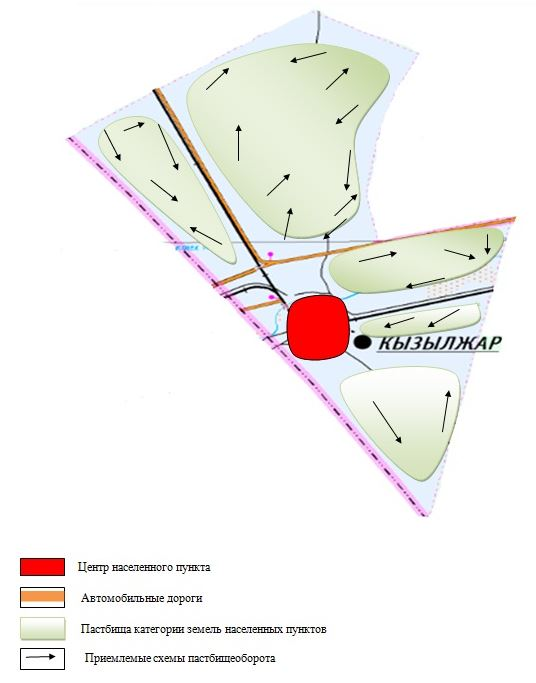 КЫЗЫЛЖАР
Центр населенного пункта
Автомобильные дороги
Пастбища категории земель населенных пунктов
Приемлемые схемы пастбищеоборота